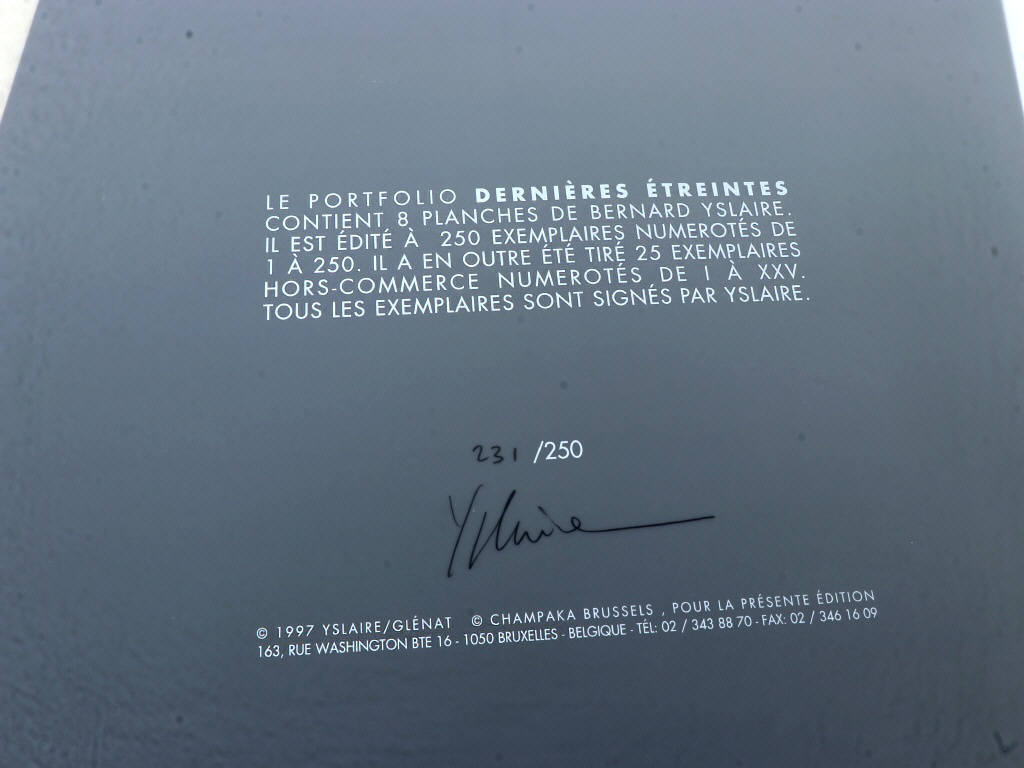 LE PORTFOLIO DERNIÈRES ÉTREINTES
CONTIENT 8 PLANCHES DE BERNARD YSLAIRE.
IL EST ÉDITÉ À 250 EXEMPLAIRES NUMEROTÉS DE
1 À 250. IL A EN OUTRE ÉTÉ TIRÉ 25 EXEMPLAIRES
HORS-COMMERCE NUMEROTÉS DE I À XXV.
TOUS LES EXEMPLAIRES SONT SIGNÉS PAR YSLAIRE.
231 /250
Yslaire
© 1997 YSLAIRE/GLÉNAT © CHAMPAKA BRUSSELS , POUR LA PRÉSENTE ÉDITION
163, RUE WASHINGTON BTE 16 - 1050 BRUXELLES - BELGIQUE - TÉL: 02 / 343 88 70 - FAX: 02 / 346 16 09